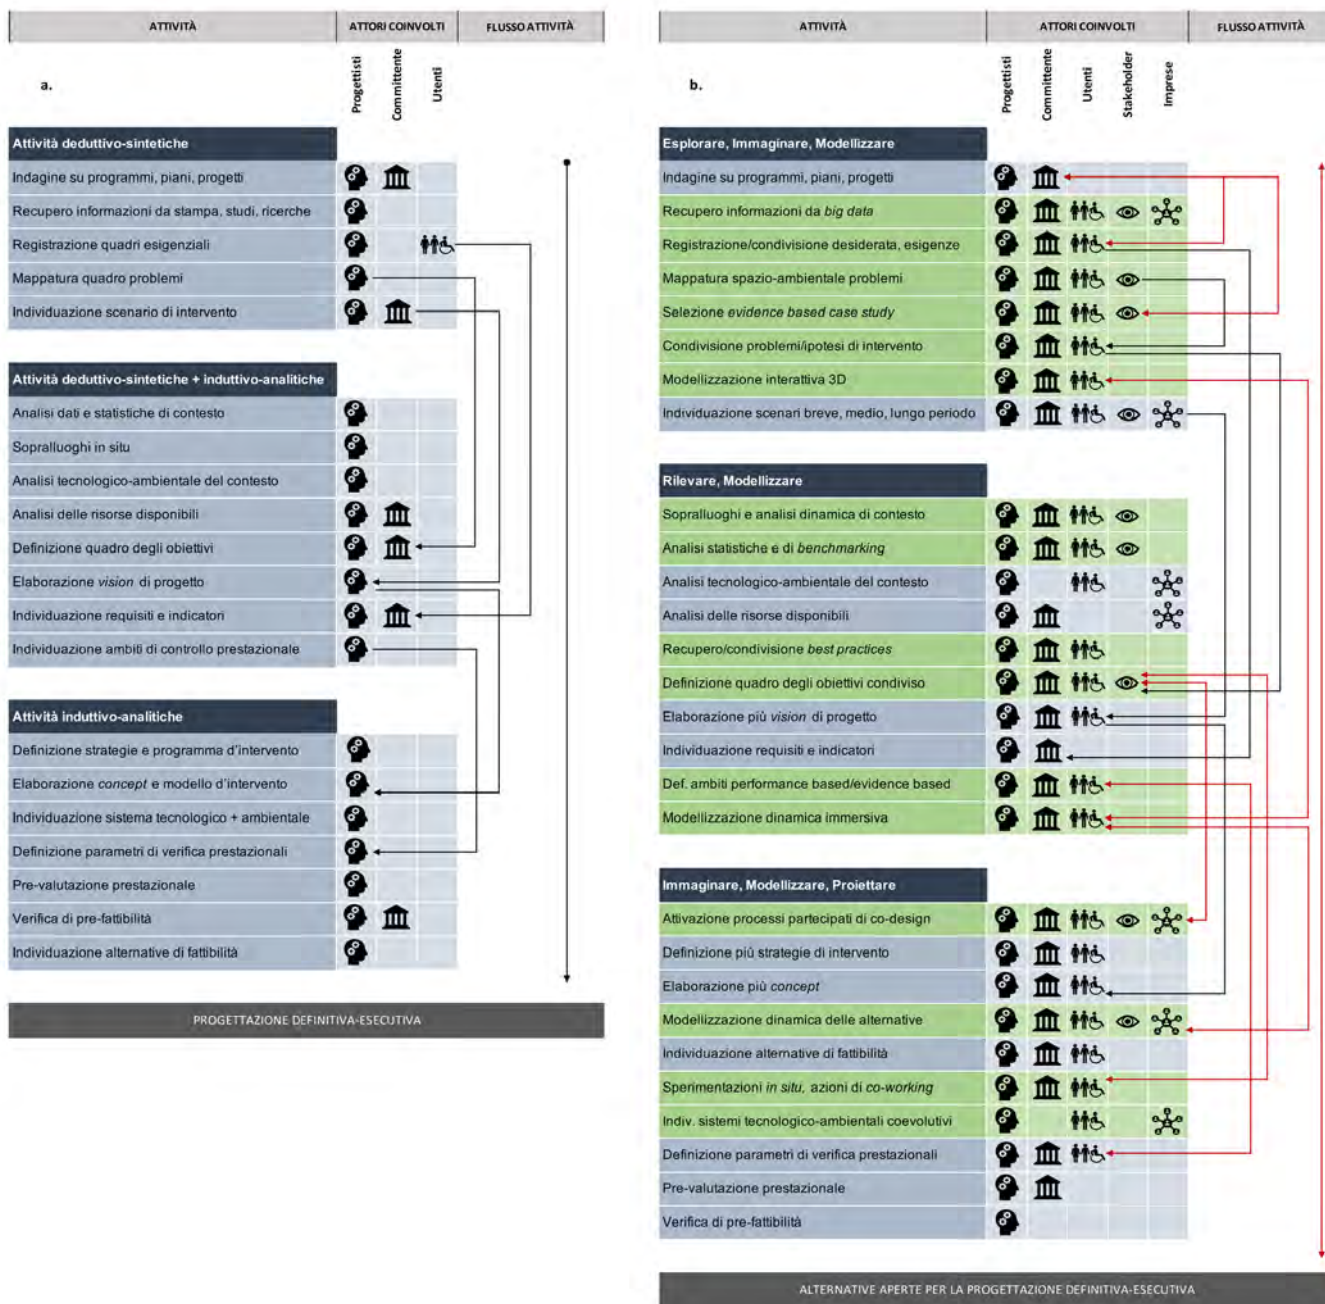 ATTIVITÀ
ATTORI COINVOLTI
FLUSSO ATTIVITÀ
a.
Progettisti
Committente
Utenti
Attività deduttivo-sintetiche
Indagine su programmi, piani, progetti
Recupero informazioni da stampa, studi, ricerche
Registrazione quadri esigenziali
Mappatura quadro problemi
Individuazione scenario di intervento
Attività deduttivo-sintetiche + induttivo-analitiche
Analisi dati e statistiche di contesto
Sopralluoghi in situ
Analisi tecnologico-ambientale del contesto
Analisi delle risorse disponibili
Definizione quadro degli obiettivi
Elaborazione vision di progetto
Individuazione requisiti e indicatori
Individuazione ambiti di controllo prestazionale
Attività induttivo-analitiche
Definizione strategie e programma d'intervento
Elaborazione concept e modello d'intervento
Individuazione sistema tecnologico + ambientale
Definizione parametri di verifica prestazionali
Pre-valutazione prestazionale
Verifica di pre-fattibilità
Individuazione alternative di fattibilità
PROGETTAZIONE DEFINITIVA-ESECUTIVA
ATTIVITÀ
ATTORI COINVOLTI
FLUSSO ATTIVITÀ
b.
Progettisti
Committente
Utenti
Stakeholder
Imprese
Esplorare, Immaginare, Modellizzare
Indagine su programmi, piani, progetti
Recupero informazioni da big data
Registrazione/condivisione desiderata, esigenze
Mappatura spazio-ambientale problemi
Selezione evidence based case study
Condivisione problemi/ipotesi di intervento
Modellizzazione interattiva 3D
Individuazione scenari breve, medio, lungo periodo
Rilevare, Modellizzare
Sopralluoghi e analisi dinamica di contesto
Analisi statistiche e di benchmarking
Analisi tecnologico-ambientale del contesto
Analisi delle risorse disponibili
Recupero/condivisione best practices
Definizione quadro degli obiettivi condiviso
Elaborazione più vision di progetto
Individuazione requisiti e indicatori
Def. ambiti performance based/evidence based
Modellizzazione dinamica immersiva
Immaginare, Modellizzare, Proiettare
Attivazione processi partecipati di co-design
Definizione più strategie di intervento
Elaborazione più concept
Modellizzazione dinamica delle alternative
Individuazione alternative di fattibilità
Sperimentazioni in situ, azioni di co-working
Indiv. sistemi tecnologico-ambientali coevolutivi
Definizione parametri di verifica prestazionali
Pre-valutazione prestazionale
Verifica di pre-fattibilità
ALTERNATIVE APERTE PER LA PROGETTAZIONE DEFINITIVA-ESECUTIVA